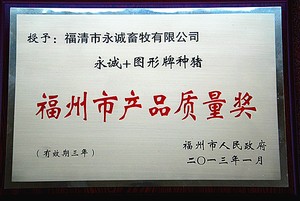 授予：福清市永诚畜牧有限公司
永诚+图形牌种猪
福州市产品质量奖
（有效期三年）
福州市人民政府
二〇一三年一月